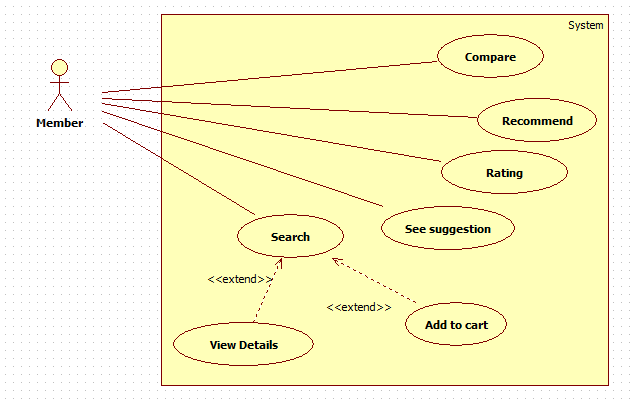 System
Compare
Member
Recommend
Rating
See suggestion
Search
<<extend>>
<<extend>>
Add to cart
View Details